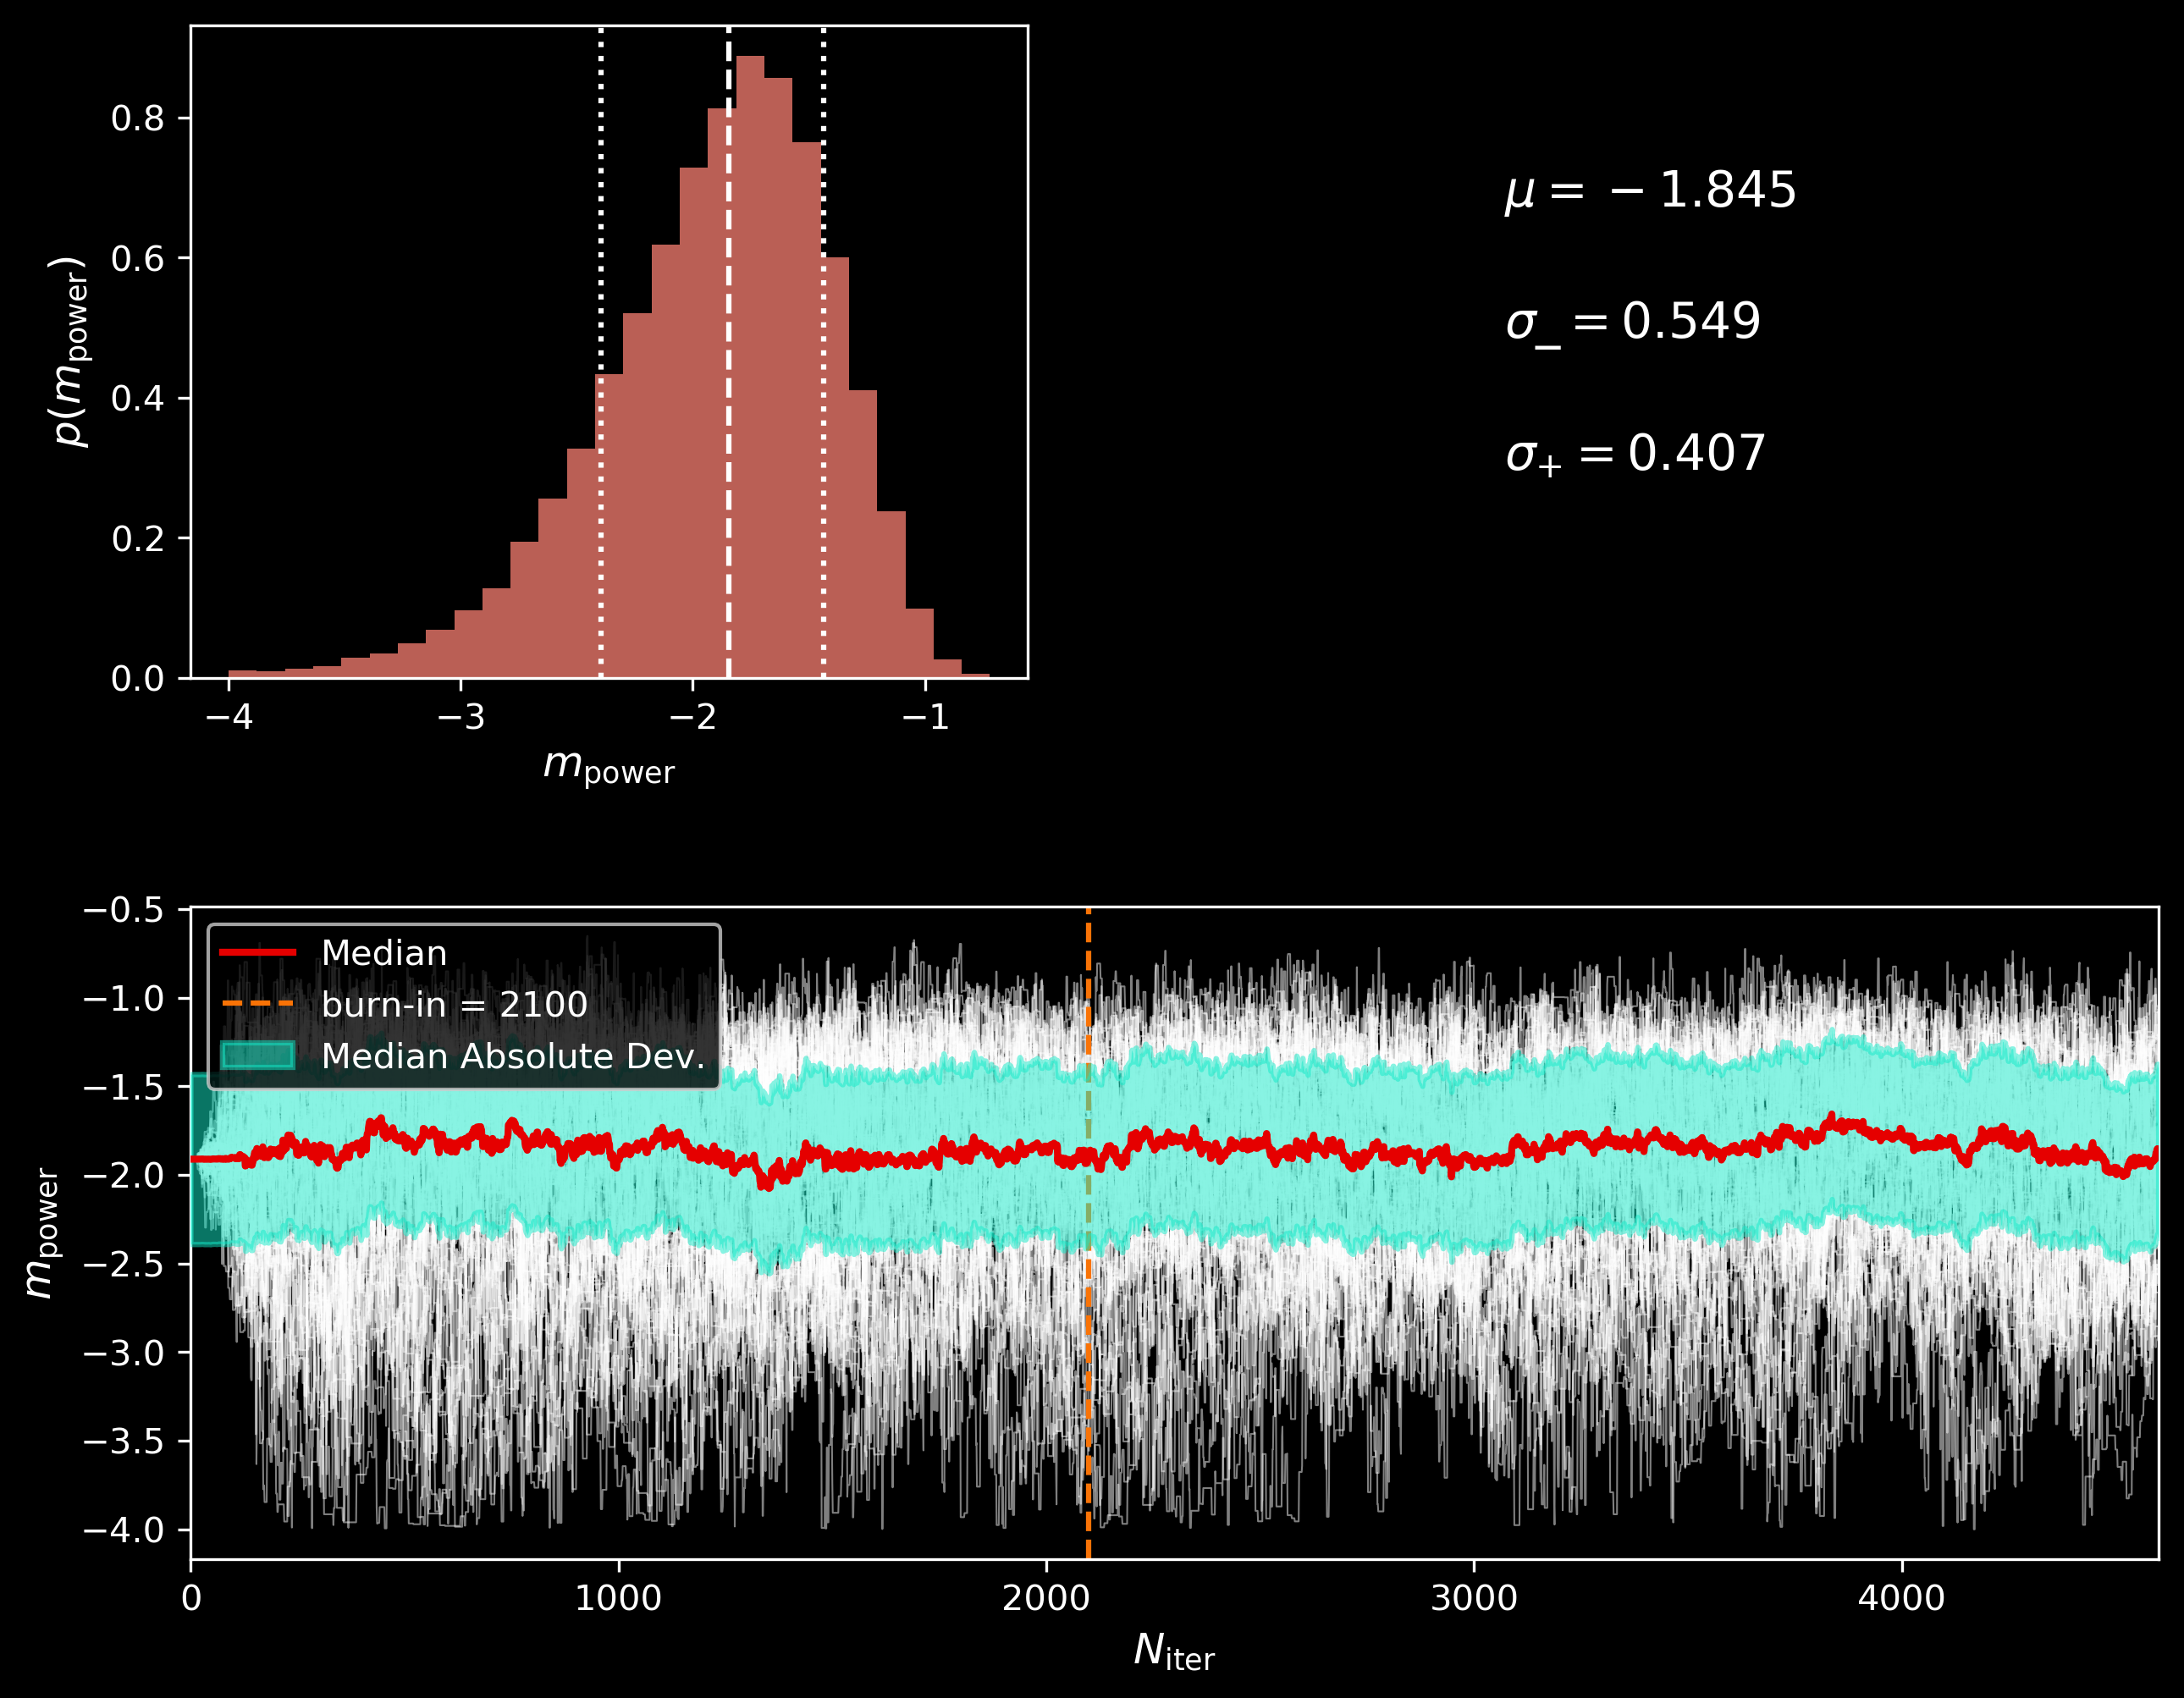 0.8
0.6
0.4
0.2
0.0
p(m_power)
−4 −3 −2 −1
m_power
μ = −1.845
σ_− = 0.549
σ_+ = 0.407
−0.5
−1.0
−1.5
−2.0
−2.5
−3.0
−3.5
−4.0
m_power
Median
burn-in = 2100
Median Absolute Dev.
0 1000 2000 3000 4000
N_iter